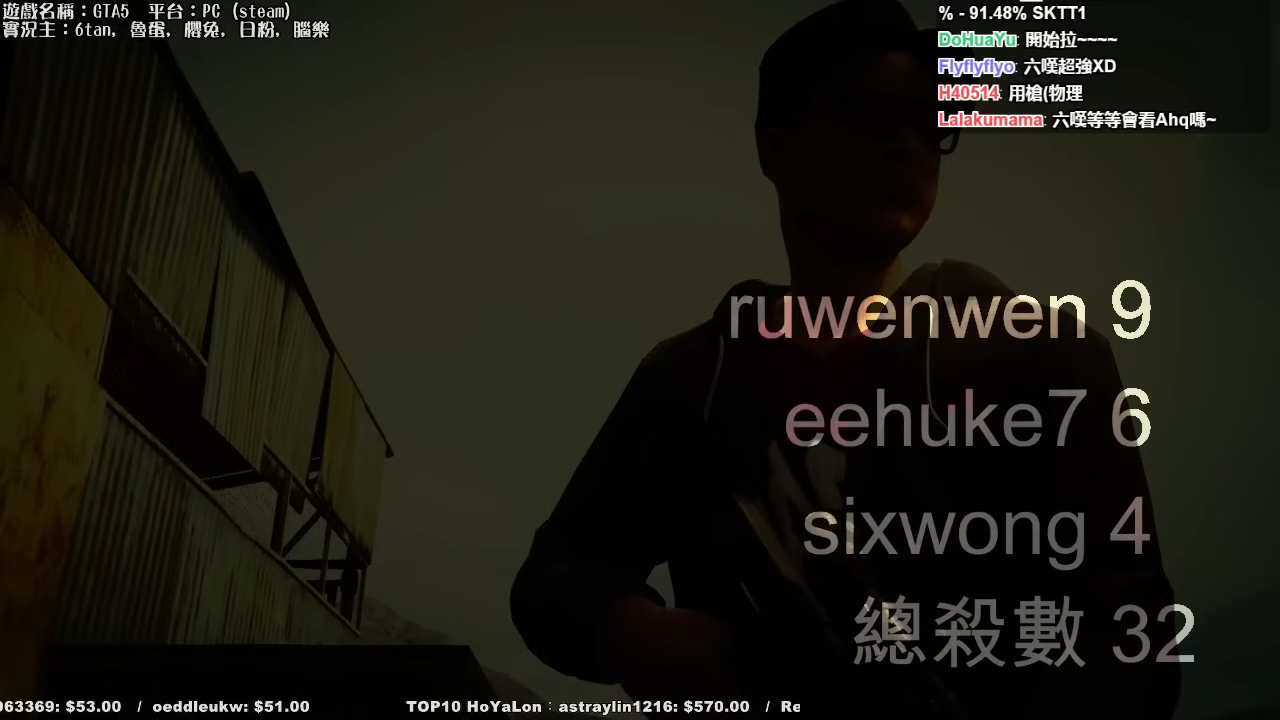 遊戲名稱：GTA5 平台：PC (steam)
實況主：6tan, 魯蛋, 櫻兔, 日粉, 腦樂
% - 91.48% SKTT1
DoHuaYu: 開始拉~~~~
Flyflyflyo: 六嘆超強XD
H40514: 用槍(物理
Lalakumama: 六嘆等等會看Ahq嗎~
ruwenwen 9
eehuke7 6
sixwong 4
總殺數 32
063369: $53.00 / oeddleukw: $51.00 TOP10 HoYaLon：astraylin1216: $570.00 / Re